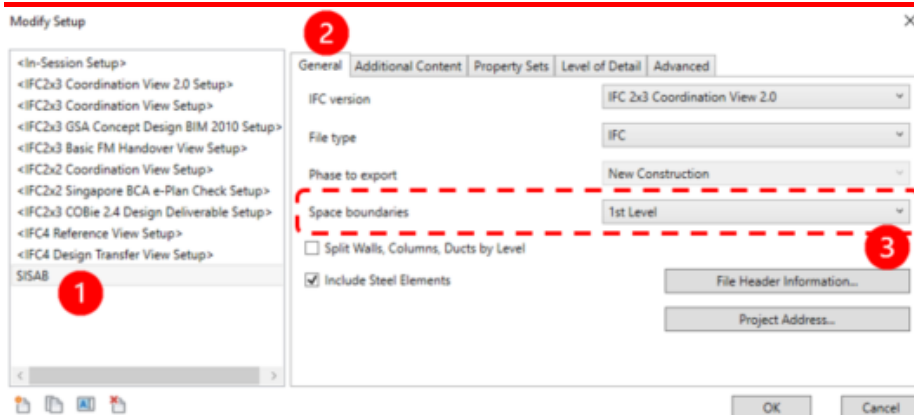 Modify Setup
2
<In-Session Setup>
<IFC2x3 Coordination View 2.0 Setup>
<IFC2x3 Coordination View Setup>
<IFC2x3 GSA Concept Design BIM 2010 Setup>
<IFC2x3 Basic FM Handover View Setup>
<IFC2x2 Coordination View Setup>
<IFC2x2 Singapore BCA e-Plan Check Setup>
<IFC2x3 COBie 2.4 Design Deliverable Setup>
<IFC4 Reference View Setup>
<IFC4 Design Transfer View Setup>
SISAB
1
General Additional Content Property Sets Level of Detail Advanced
IFC version IFC 2x3 Coordination View 2.0
File type IFC
Phase to export New Construction
Space boundaries 1st Level
3
Split Walls, Columns, Ducts by Level
Include Steel Elements
File Header Information...
Project Address...
OK Cancel